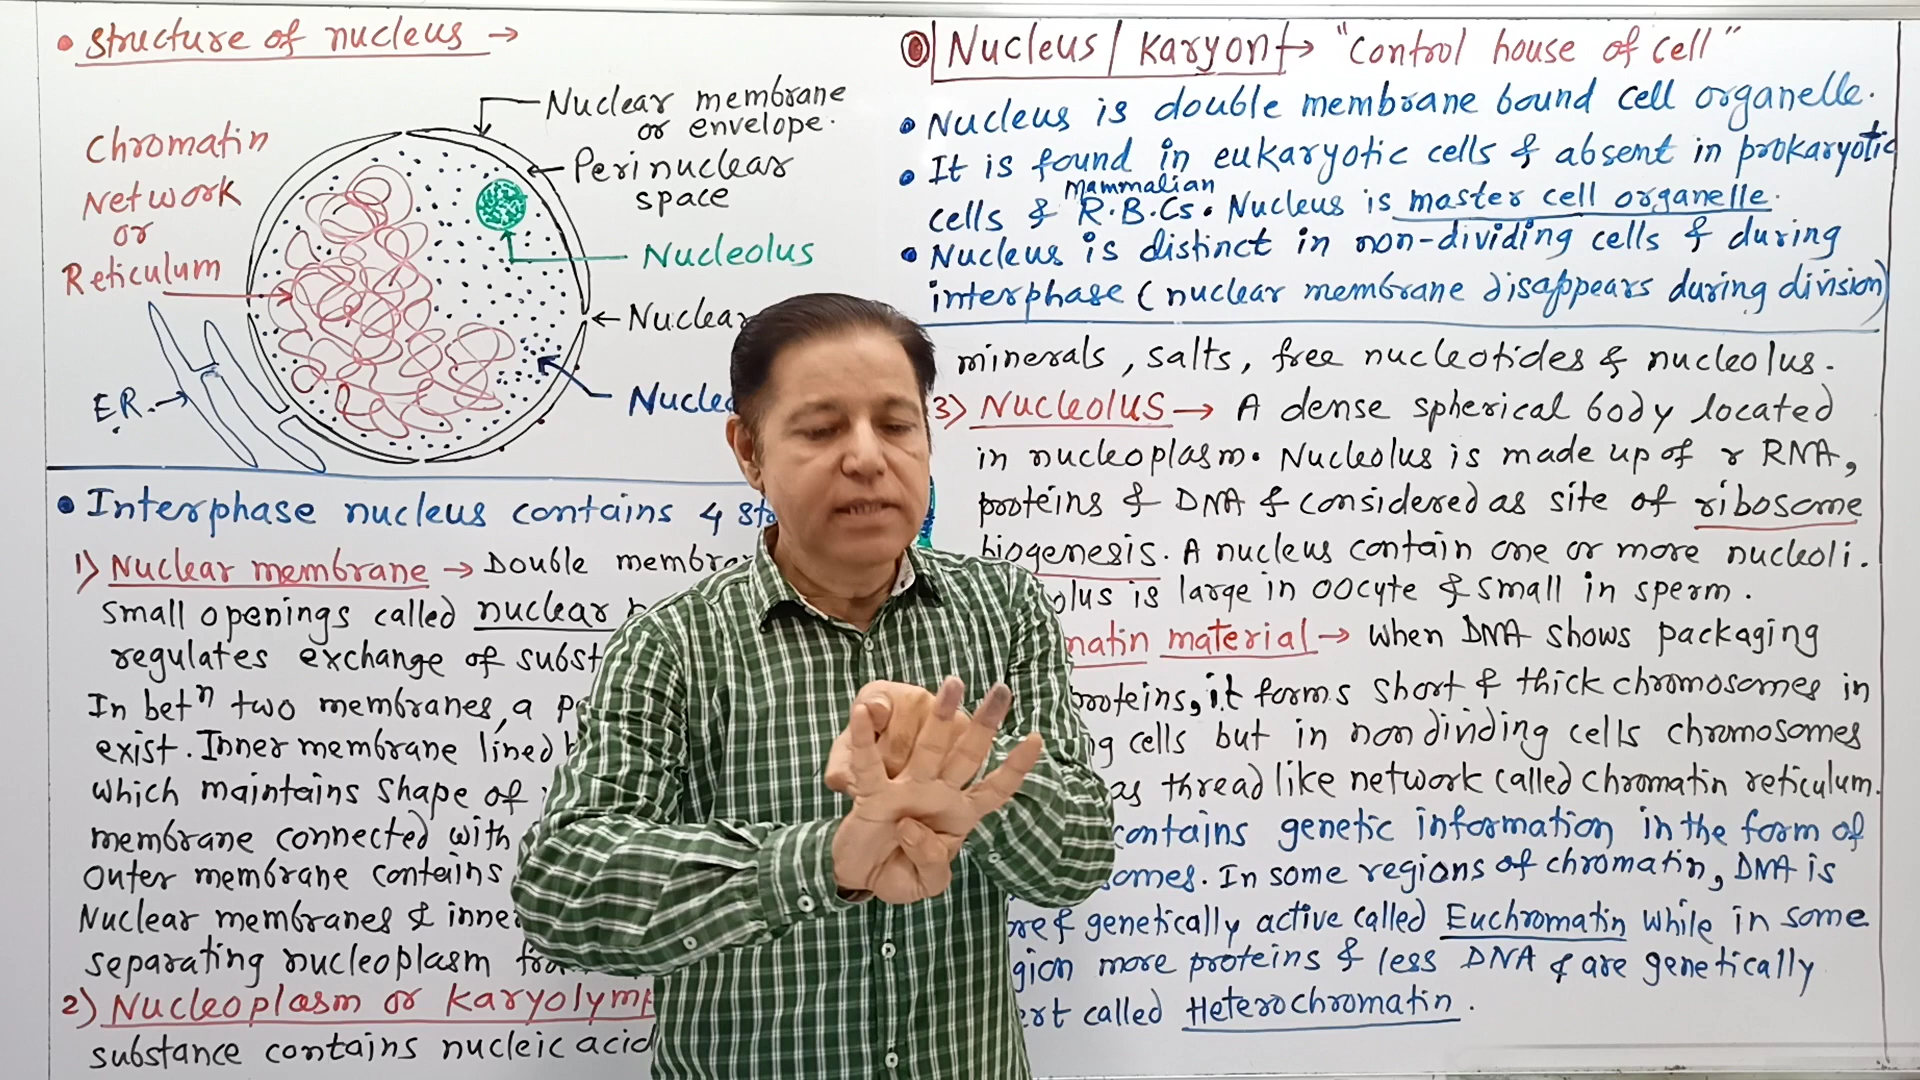 • Structure of nucleus →
Nuclear membrane
or envelope.
Perinuclear
space
Chromatin
Network
or
Reticulum
Nucleolus
Nuclear
E.R.
• Interphase nucleus contains 4
1) Nuclear membrane → Double
small openings called nuclear
regulates exchange of
In betⁿ two membranes, a
exist. Inner membrane lined
which maintains shape of
membrane connected with
outer membrane contains
Nuclear membranes &
separating nucleoplasm
2) Nucleoplasm or
substance contains nucleic
Nucleus / Karyon → "Control house of cell"
• Nucleus is double membrane bound cell organelle.
• It is found in eukaryotic cells & absent in prokaryotic
Mammalian
cells & R.B.Cs. Nucleus is master cell organelle.
• Nucleus is distinct in non-dividing cells & during
interphase (nuclear membrane disappears during division)
minerals, salts, free nucleotides & nucleolus.
3) Nucleolus → A dense spherical body located
in nucleoplasm. Nucleolus is made up of rRNA,
proteins & DNA & considered as site of ribosome
biogenesis. A nucleus contain one or more nucleoli.
is large in oocyte & small in sperm.
material → When DNA shows packaging
proteins, it forms short & thick chromosomes in
cells but in nondinding cells chromosomes
as thread like network called chromatin reticulum.
contains genetic information in the form of
In some regions of chromatin, DNA is
& genetically active called Euchromatin while in some
more proteins & less DNA & are genetically
called Heterochromatin.